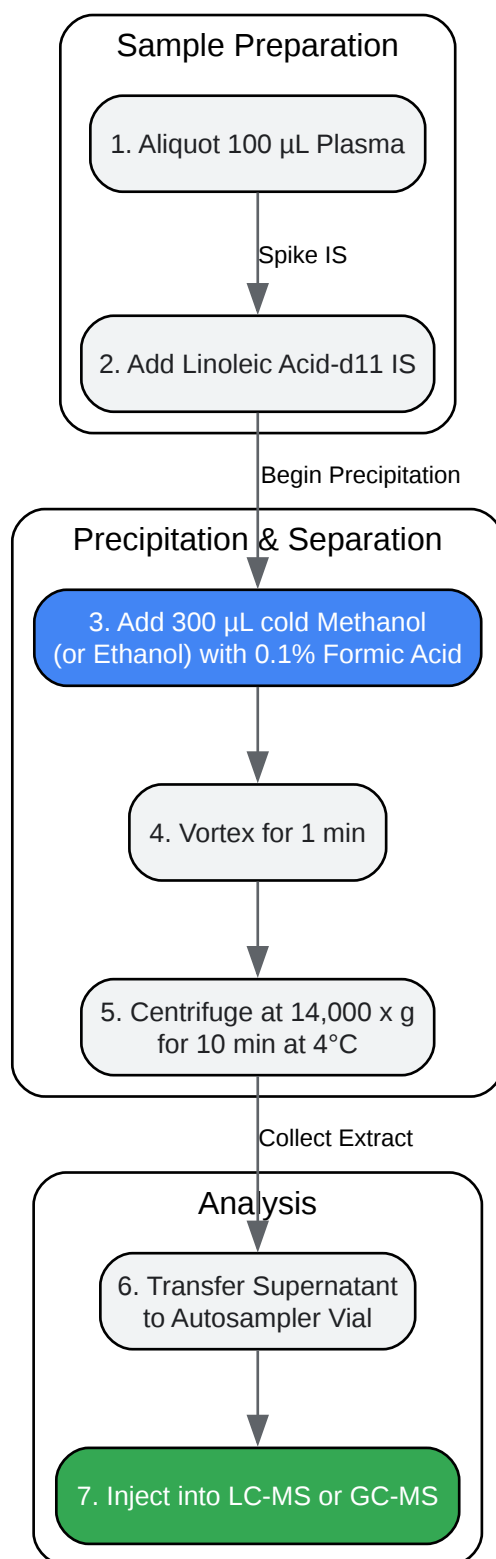 Sample Preparation
1. Aliquot 100 µL Plasma
Spike IS
2. Add Linoleic Acid-d11 IS
Begin Precipitation
Precipitation & Separation
3. Add 300 µL cold Methanol
(or Ethanol) with 0.1% Formic Acid
4. Vortex for 1 min
5. Centrifuge at 14,000 x g
for 10 min at 4°C
Collect Extract
Analysis
6. Transfer Supernatant
to Autosampler Vial
7. Inject into LC-MS or GC-MS